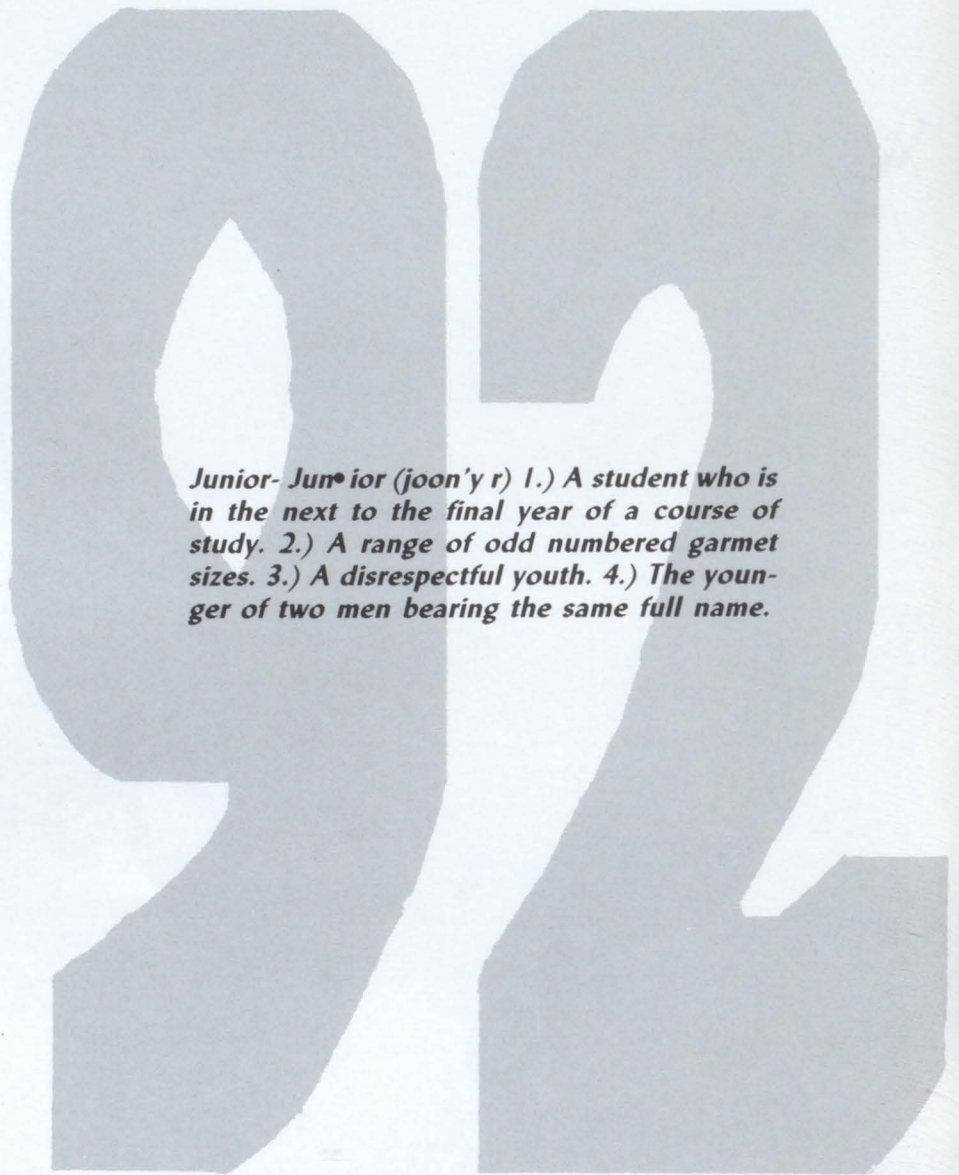 92
Junior- Jun• ior (joon'y r) 1.) A student who is
in the next to the final year of a course of
study. 2.) A range of odd numbered garmet
sizes. 3.) A disrespectful youth. 4.) The youn-
ger of two men bearing the same full name.